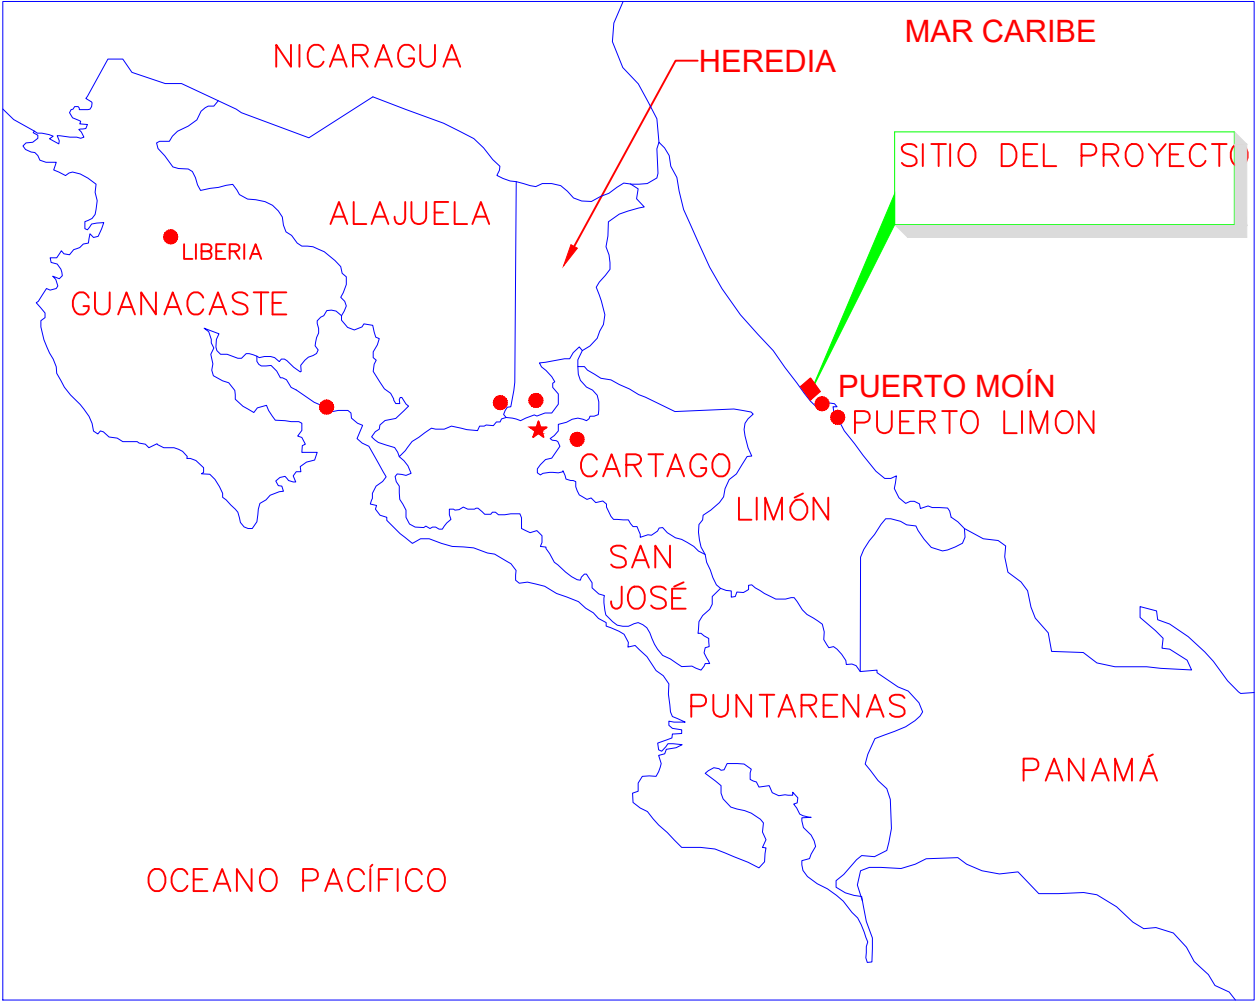 MAR CARIBE
NICARAGUA
HEREDIA
SITIO DEL PROYECTO
ALAJUELA
LIBERIA
GUANACASTE
PUERTO MOÍN
PUERTO LIMON
CARTAGO
LIMÓN
SAN
JOSÉ
PUNTARENAS
PANAMÁ
OCEANO PACÍFICO